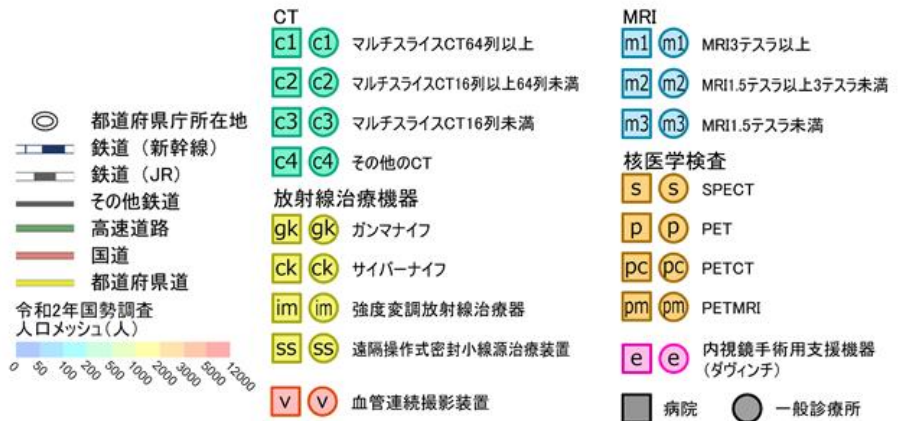 都道府県庁所在地
鉄道（新幹線）
鉄道（JR）
その他鉄道
高速道路
国道
都道府県道
令和2年国勢調査
人口メッシュ(人)
0 50 100 200 500 1000 2000 3000 5000 12000
CT
c1 c1 マルチスライスCT64列以上
c2 c2 マルチスライスCT16列以上64列未満
c3 c3 マルチスライスCT16列未満
c4 c4 その他のCT
放射線治療機器
gk gk ガンマナイフ
ck ck サイバーナイフ
im im 強度変調放射線治療器
ss ss 遠隔操作式密封小線源治療装置
v v 血管連続撮影装置
MRI
m1 m1 MRI3テスラ以上
m2 m2 MRI1.5テスラ以上3テスラ未満
m3 m3 MRI1.5テスラ未満
核医学検査
s s SPECT
p p PET
pc pc PETCT
pm pm PETMRI
e e 内視鏡手術用支援機器
(ダヴィンチ)
病院 一般診療所